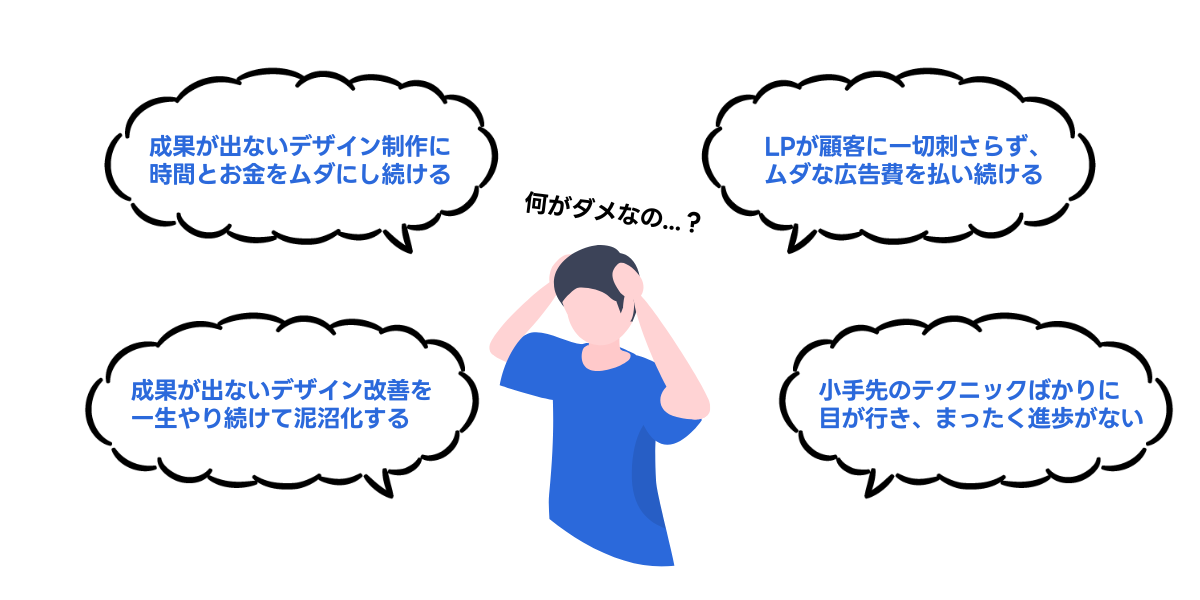 成果が出ないデザイン制作に
時間とお金をムダにし続ける
LPが顧客に一切刺さらず、
ムダな広告費を払い続ける
何がダメなの...？
成果が出ないデザイン改善を
一生やり続けて泥沼化する
小手先のテクニックばかりに
目が行き、まったく進歩がない